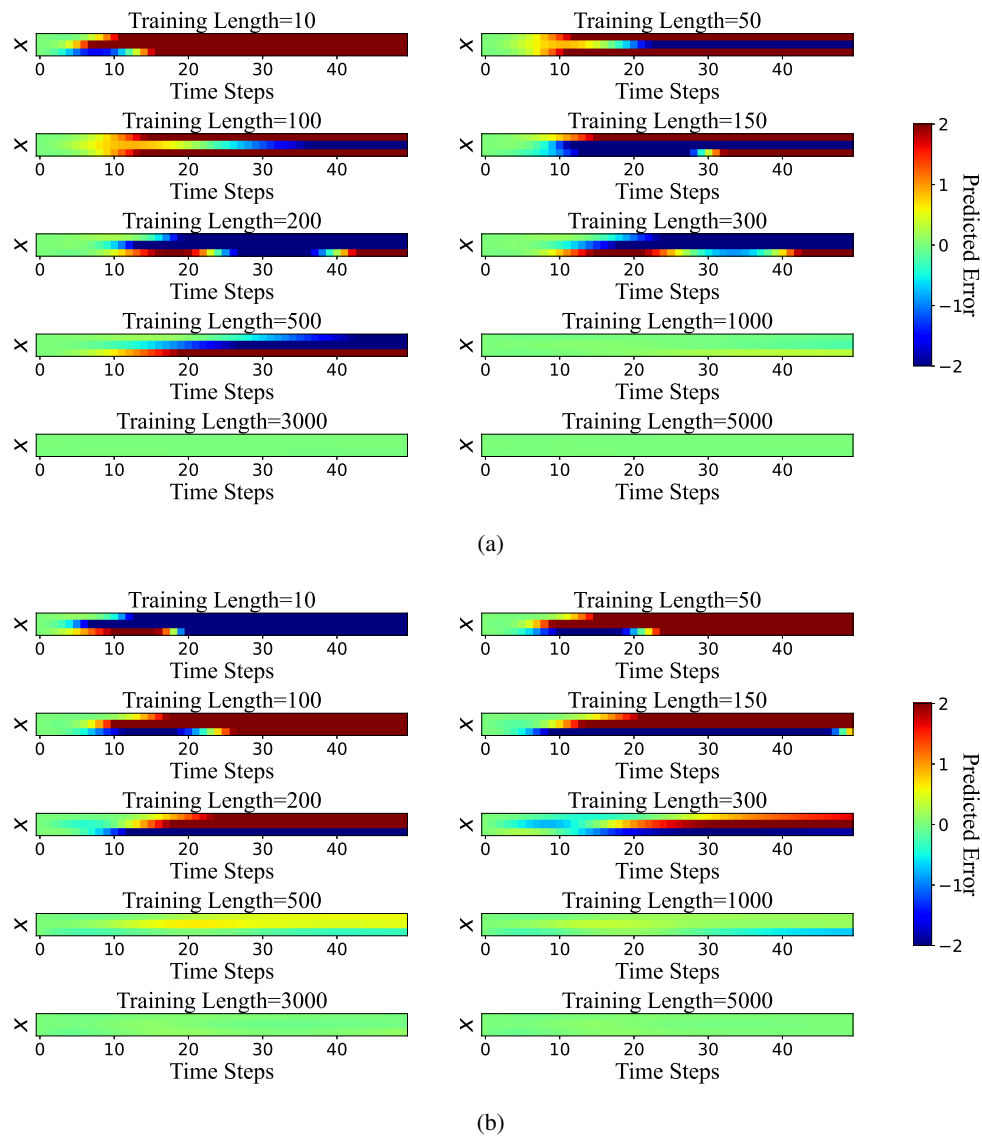 Training Length=10
Training Length=50
x
x
0 10 20 30 40
0 10 20 30 40
Time Steps
Time Steps
Training Length=100
Training Length=150
x
x
0 10 20 30 40
0 10 20 30 40
Time Steps
Time Steps
Training Length=200
Training Length=300
x
x
0 10 20 30 40
0 10 20 30 40
Time Steps
Time Steps
Training Length=500
Training Length=1000
x
x
0 10 20 30 40
0 10 20 30 40
Time Steps
Time Steps
Training Length=3000
Training Length=5000
x
x
0 10 20 30 40
0 10 20 30 40
Time Steps
Time Steps
2
1
0
−1
−2
Predicted Error
(a)
Training Length=10
Training Length=50
x
x
0 10 20 30 40
0 10 20 30 40
Time Steps
Time Steps
Training Length=100
Training Length=150
x
x
0 10 20 30 40
0 10 20 30 40
Time Steps
Time Steps
Training Length=200
Training Length=300
x
x
0 10 20 30 40
0 10 20 30 40
Time Steps
Time Steps
Training Length=500
Training Length=1000
x
x
0 10 20 30 40
0 10 20 30 40
Time Steps
Time Steps
Training Length=3000
Training Length=5000
x
x
0 10 20 30 40
0 10 20 30 40
Time Steps
Time Steps
2
1
0
−1
−2
Predicted Error
(b)